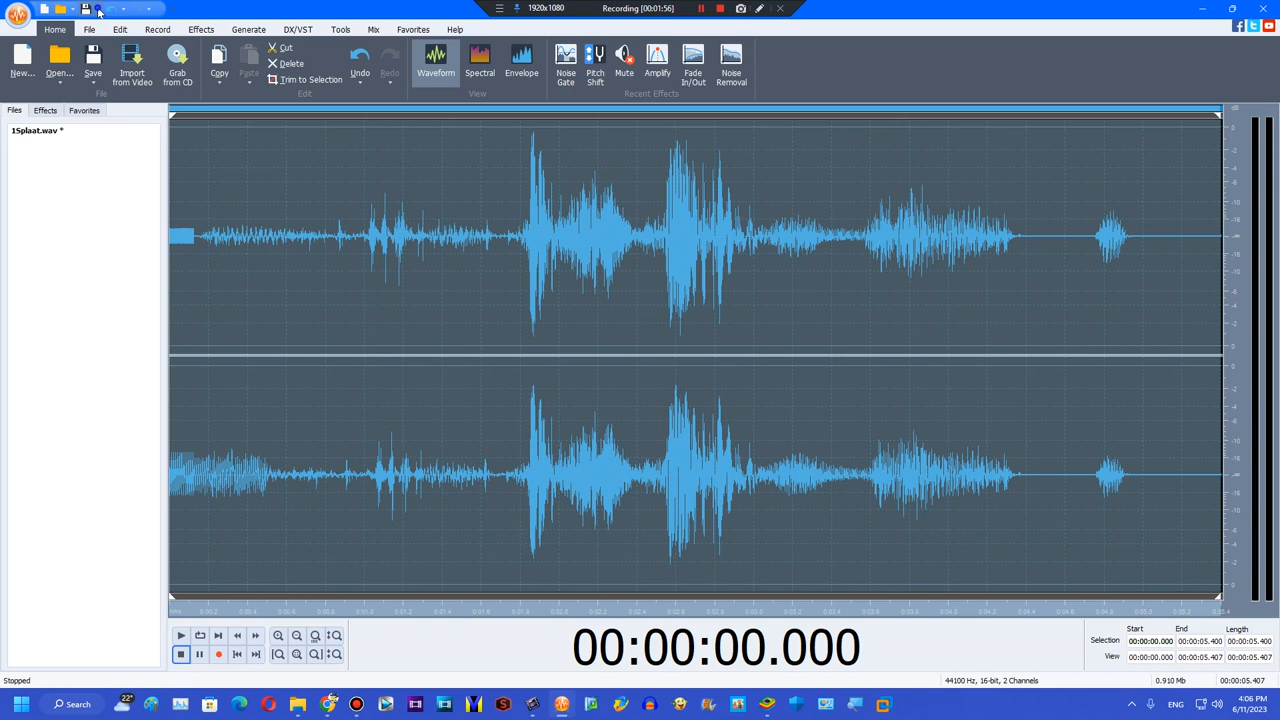 1920x1080
Recording [00:01:56]
Home File Edit Record Effects Generate DX/VST Tools Mix Favorites Help
New... Open... Save Import from Video Grab from CD
File
Copy Paste Cut
Delete
Trim to Selection
Undo Redo
Edit
Waveform Spectral Envelope
View
Noise Gate Pitch Shift Mute Amplify Fade In/Out Noise Removal
Recent Effects
Files Effects Favorites
1Splaat.wav *
dB
00:00:00.000
Start End Length
Selection 00:00:00.000 00:00:05.400 00:00:05.400
View 00:00:00.000 00:00:05.407 00:00:05.407
Stopped
44100 Hz, 16-bit, 2 Channels
0.910 Mb
00:00:05.407
Search
22°
ENG
4:06 PM
6/11/2023